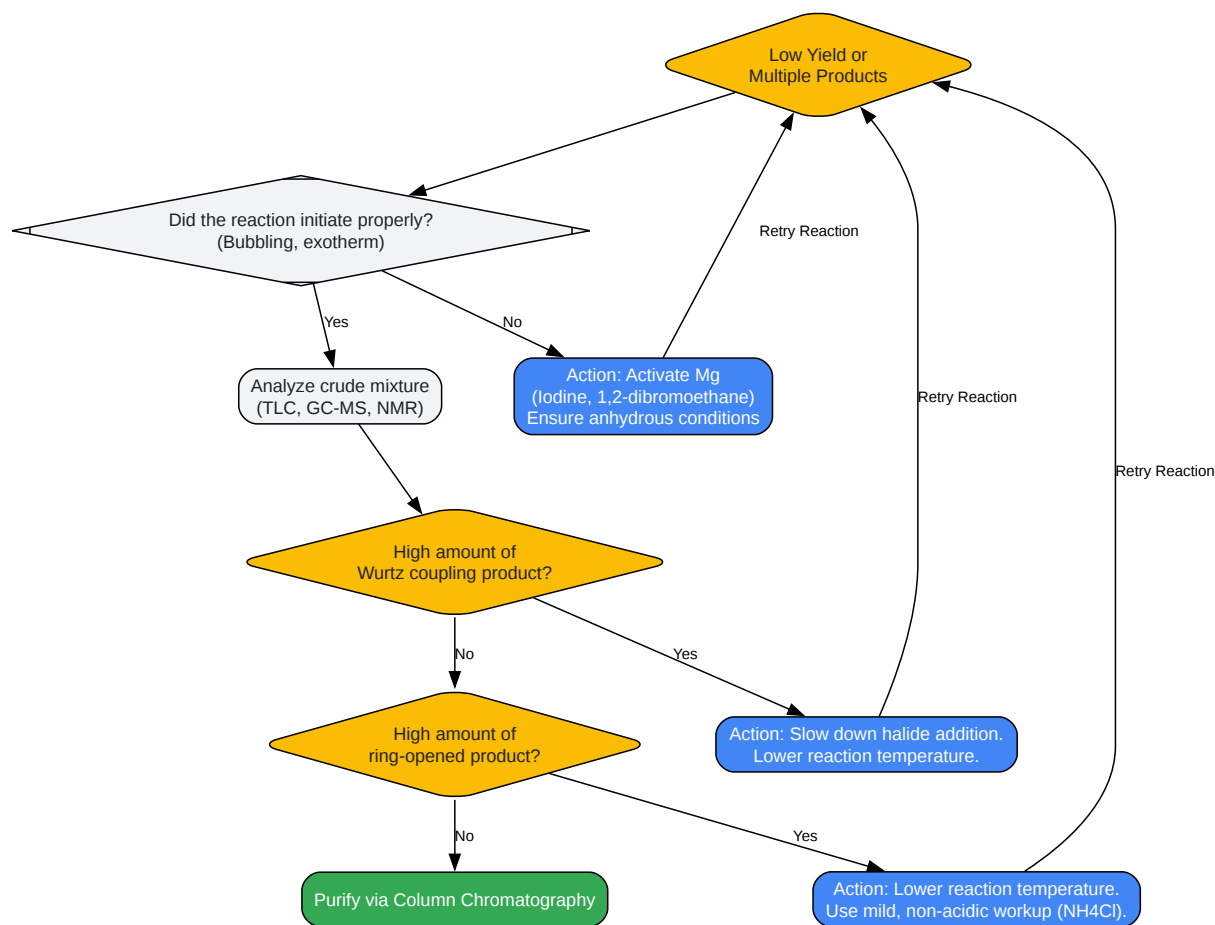 Low Yield or
Multiple Products
Did the reaction initiate properly?
(Bubbling, exotherm)
Retry Reaction
Yes
No
Analyze crude mixture
(TLC, GC-MS, NMR)
Action: Activate Mg
(Iodine, 1,2-dibromoethane)
Ensure anhydrous conditions
Retry Reaction
Retry Reaction
High amount of
Wurtz coupling product?
No
Yes
High amount of
ring-opened product?
Action: Slow down halide addition.
Lower reaction temperature.
No
Yes
Purify via Column Chromatography
Action: Lower reaction temperature.
Use mild, non-acidic workup (NH4Cl).